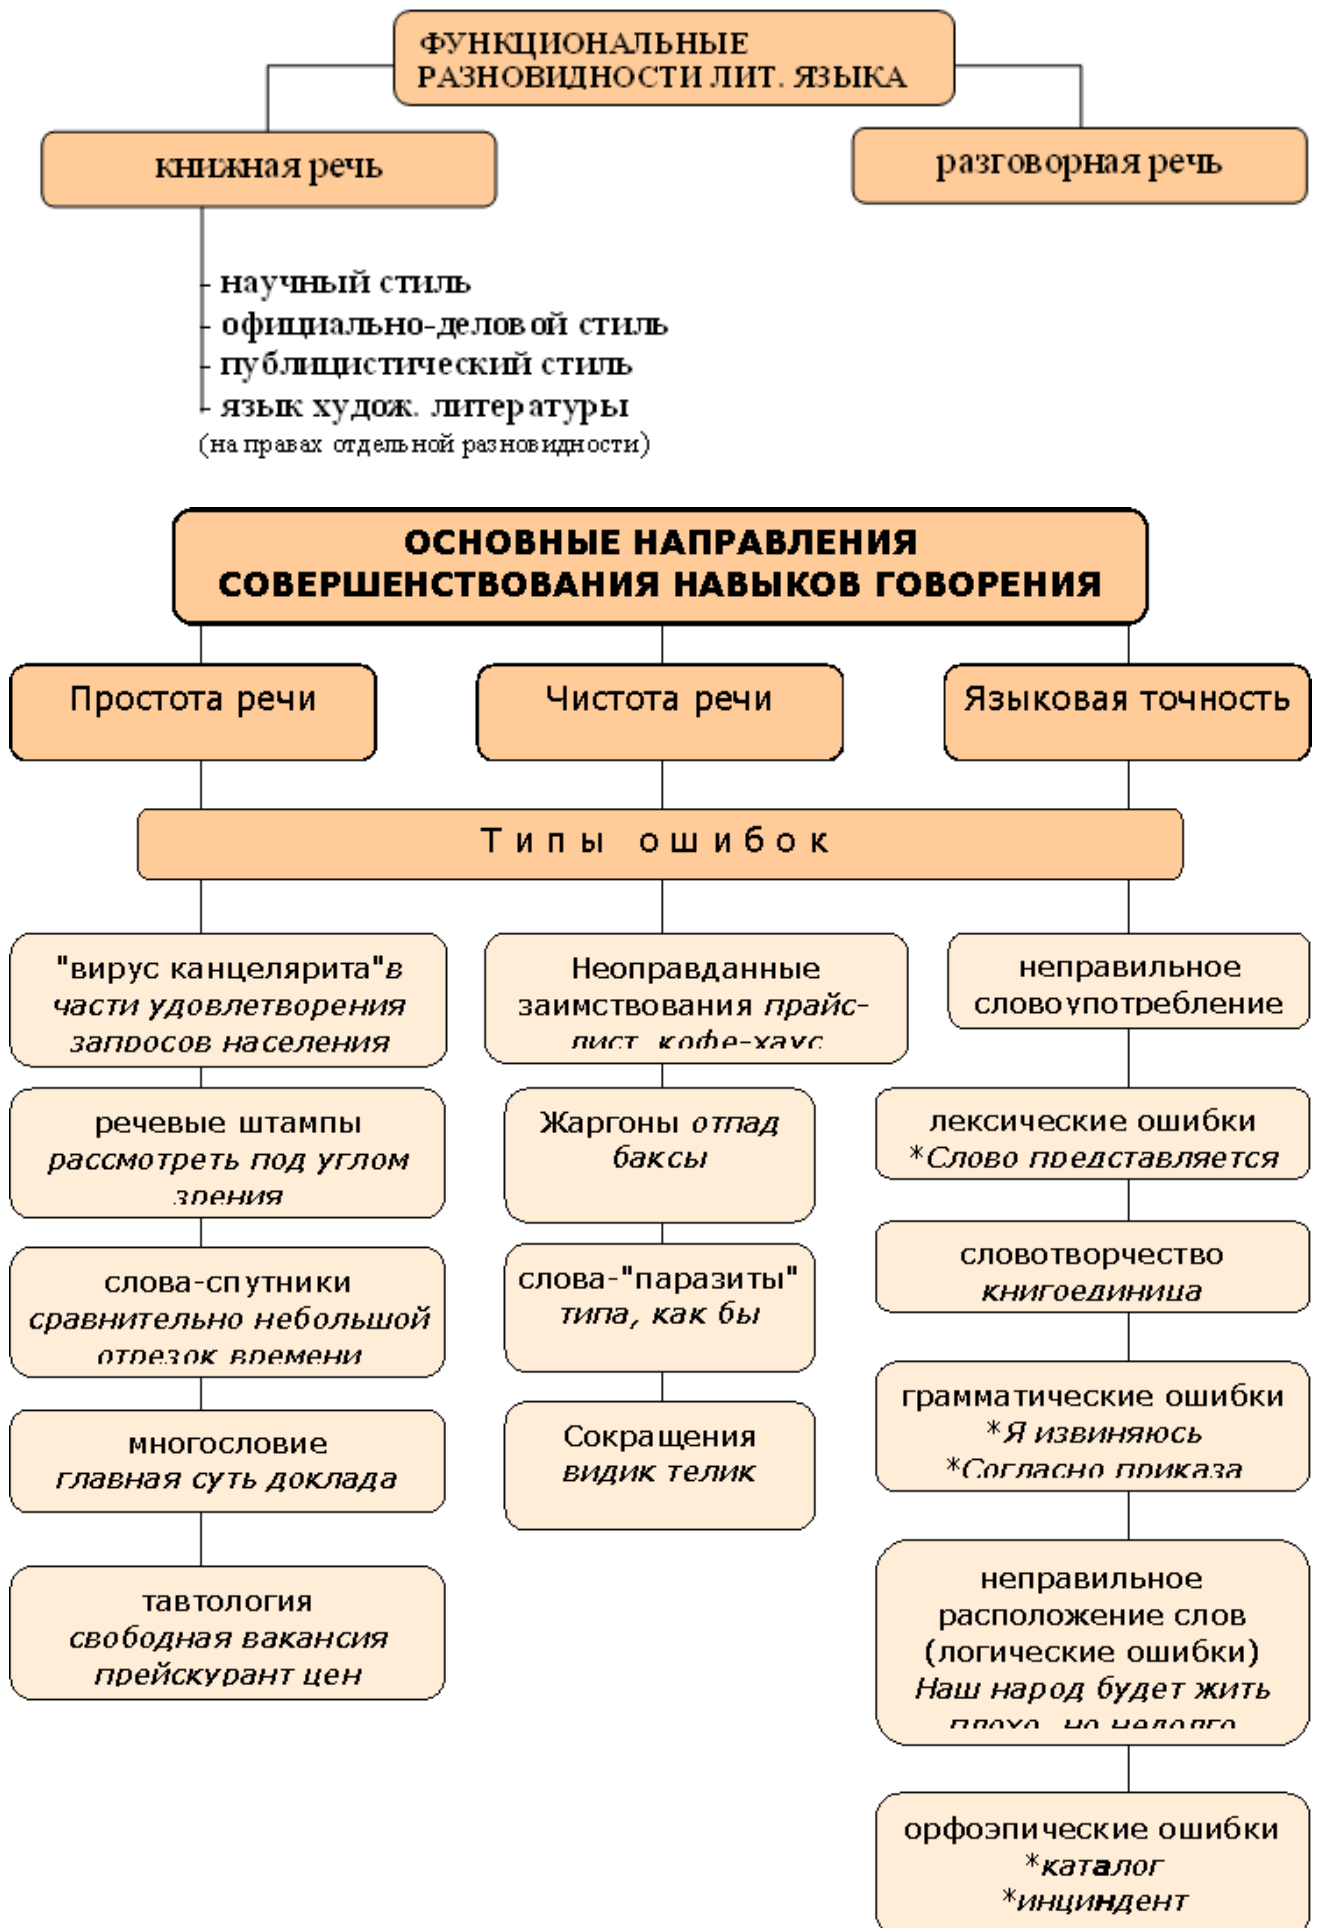 ФУНКЦИОНАЛЬНЫЕ
РАЗНОВИДНОСТИ ЛИТ. ЯЗЫКА
книжная речь
разговорная речь
- научный стиль
- официально-деловой стиль
- публицистический стиль
- язык худож. литературы
(на правах отдельной разновидности)
ОСНОВНЫЕ НАПРАВЛЕНИЯ
СОВЕРШЕНСТВОВАНИЯ НАВЫКОВ ГОВОРЕНИЯ
Простота речи
Чистота речи
Языковая точность
Типы ошибок
"вирус канцелярита"в
части удовлетворения
запросов населения
речевые штампы
рассмотреть под углом
зрения
слова-спутники
сравнительно небольшой
отрезок времени
многословие
главная суть доклада
тавтология
свободная вакансия
прейскурант цен
Неоправданные
заимствования прайс-
лист, кофе-хаус
Жаргоны отпад
баксы
слова-"паразиты"
типа, как бы
Сокращения
видик телик
неправильное
словоупотребление
лексические ошибки
*Слово представляется
словотворчество
книгоединица
грамматические ошибки
*Я извиняюсь
*Согласно приказа
неправильное
расположение слов
(логические ошибки)
Наш народ будет жить
плохо, но недолго
орфоэпические ошибки
*каталог
*инциндент